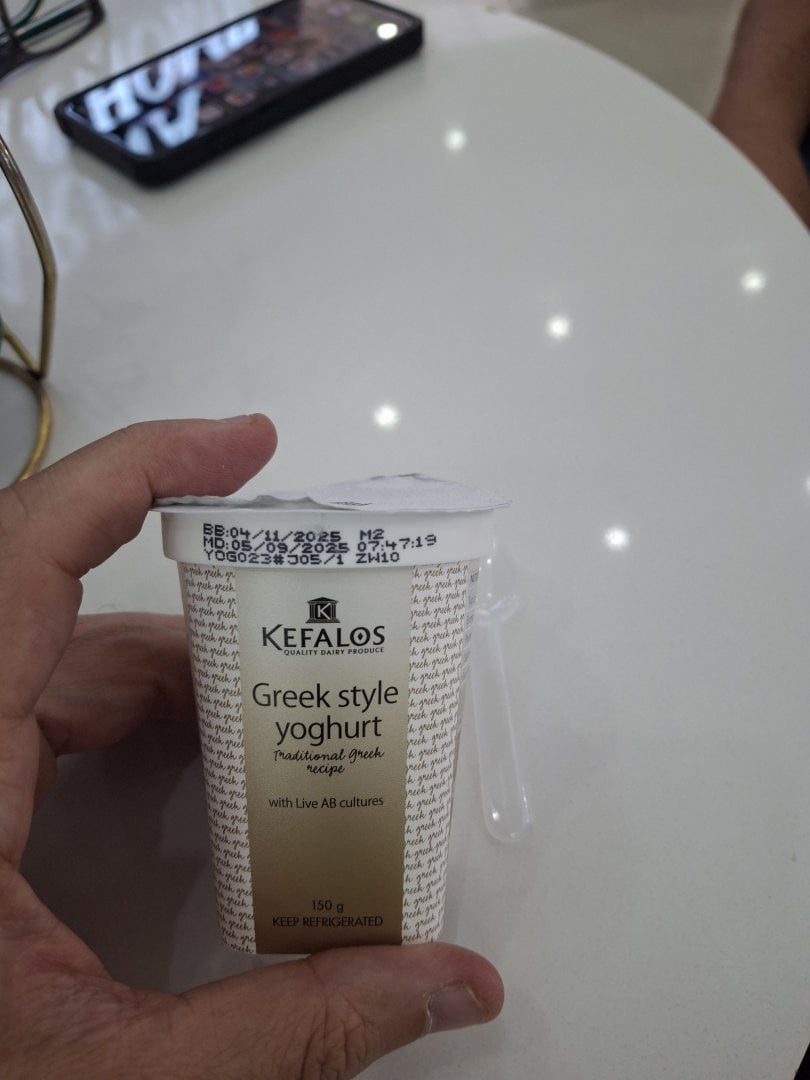 BB:04/11/2025 M2
MD:05/09/2025 07:47:19
YOG023#J05/1 ZW10
K
KEFALOS
QUALITY DAIRY PRODUCE
Greek style
yoghurt
Traditional Greek
recipe
with Live AB cultures
150 g
KEEP REFRIGERATED